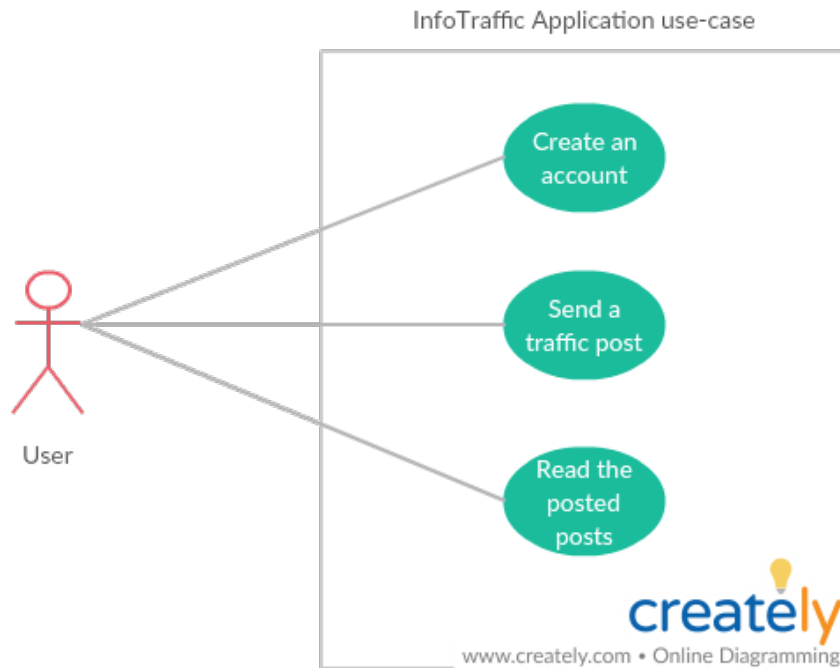 InfoTraffic Application use-case
Create an
account
Send a
traffic post
User
Read the
posted
posts
creately
www.creately.com • Online Diagramming